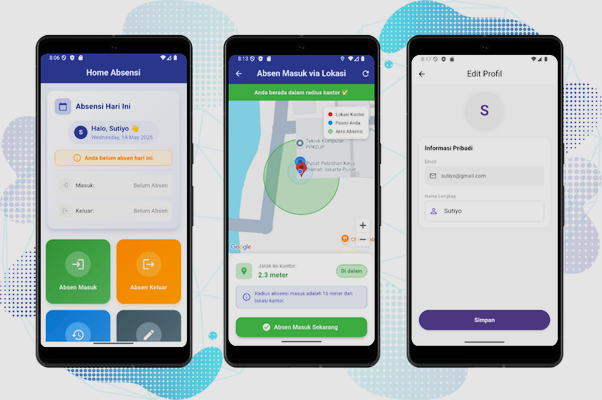 8:06
Home Absensi
Absensi Hari Ini
S
Halo, Sutiyo 👋
Wednesday, 14 May 2025
Anda belum absen hari ini.
Masuk:
Belum Absen
Keluar:
Belum Absen
Absen Masuk
Absen Keluar
8:13
Absen Masuk via Lokasi
Anda berada dalam radius kantor ✓
Lokasi Kantor
Posisi Anda
Area Absensi
Teknik Komputer
PPKDJP
Pusat Pelatihan Kerja
Daerah Jakarta Pusat
Google
Jarak ke Kantor:
2.3 meter
Di dalam
Radius absensi masuk adalah 15 meter dari
lokasi kantor.
Absen Masuk Sekarang
8:17
Edit Profil
S
Informasi Pribadi
Email
sutiyo@gmail.com
Nama Lengkap
Sutiyo
Simpan